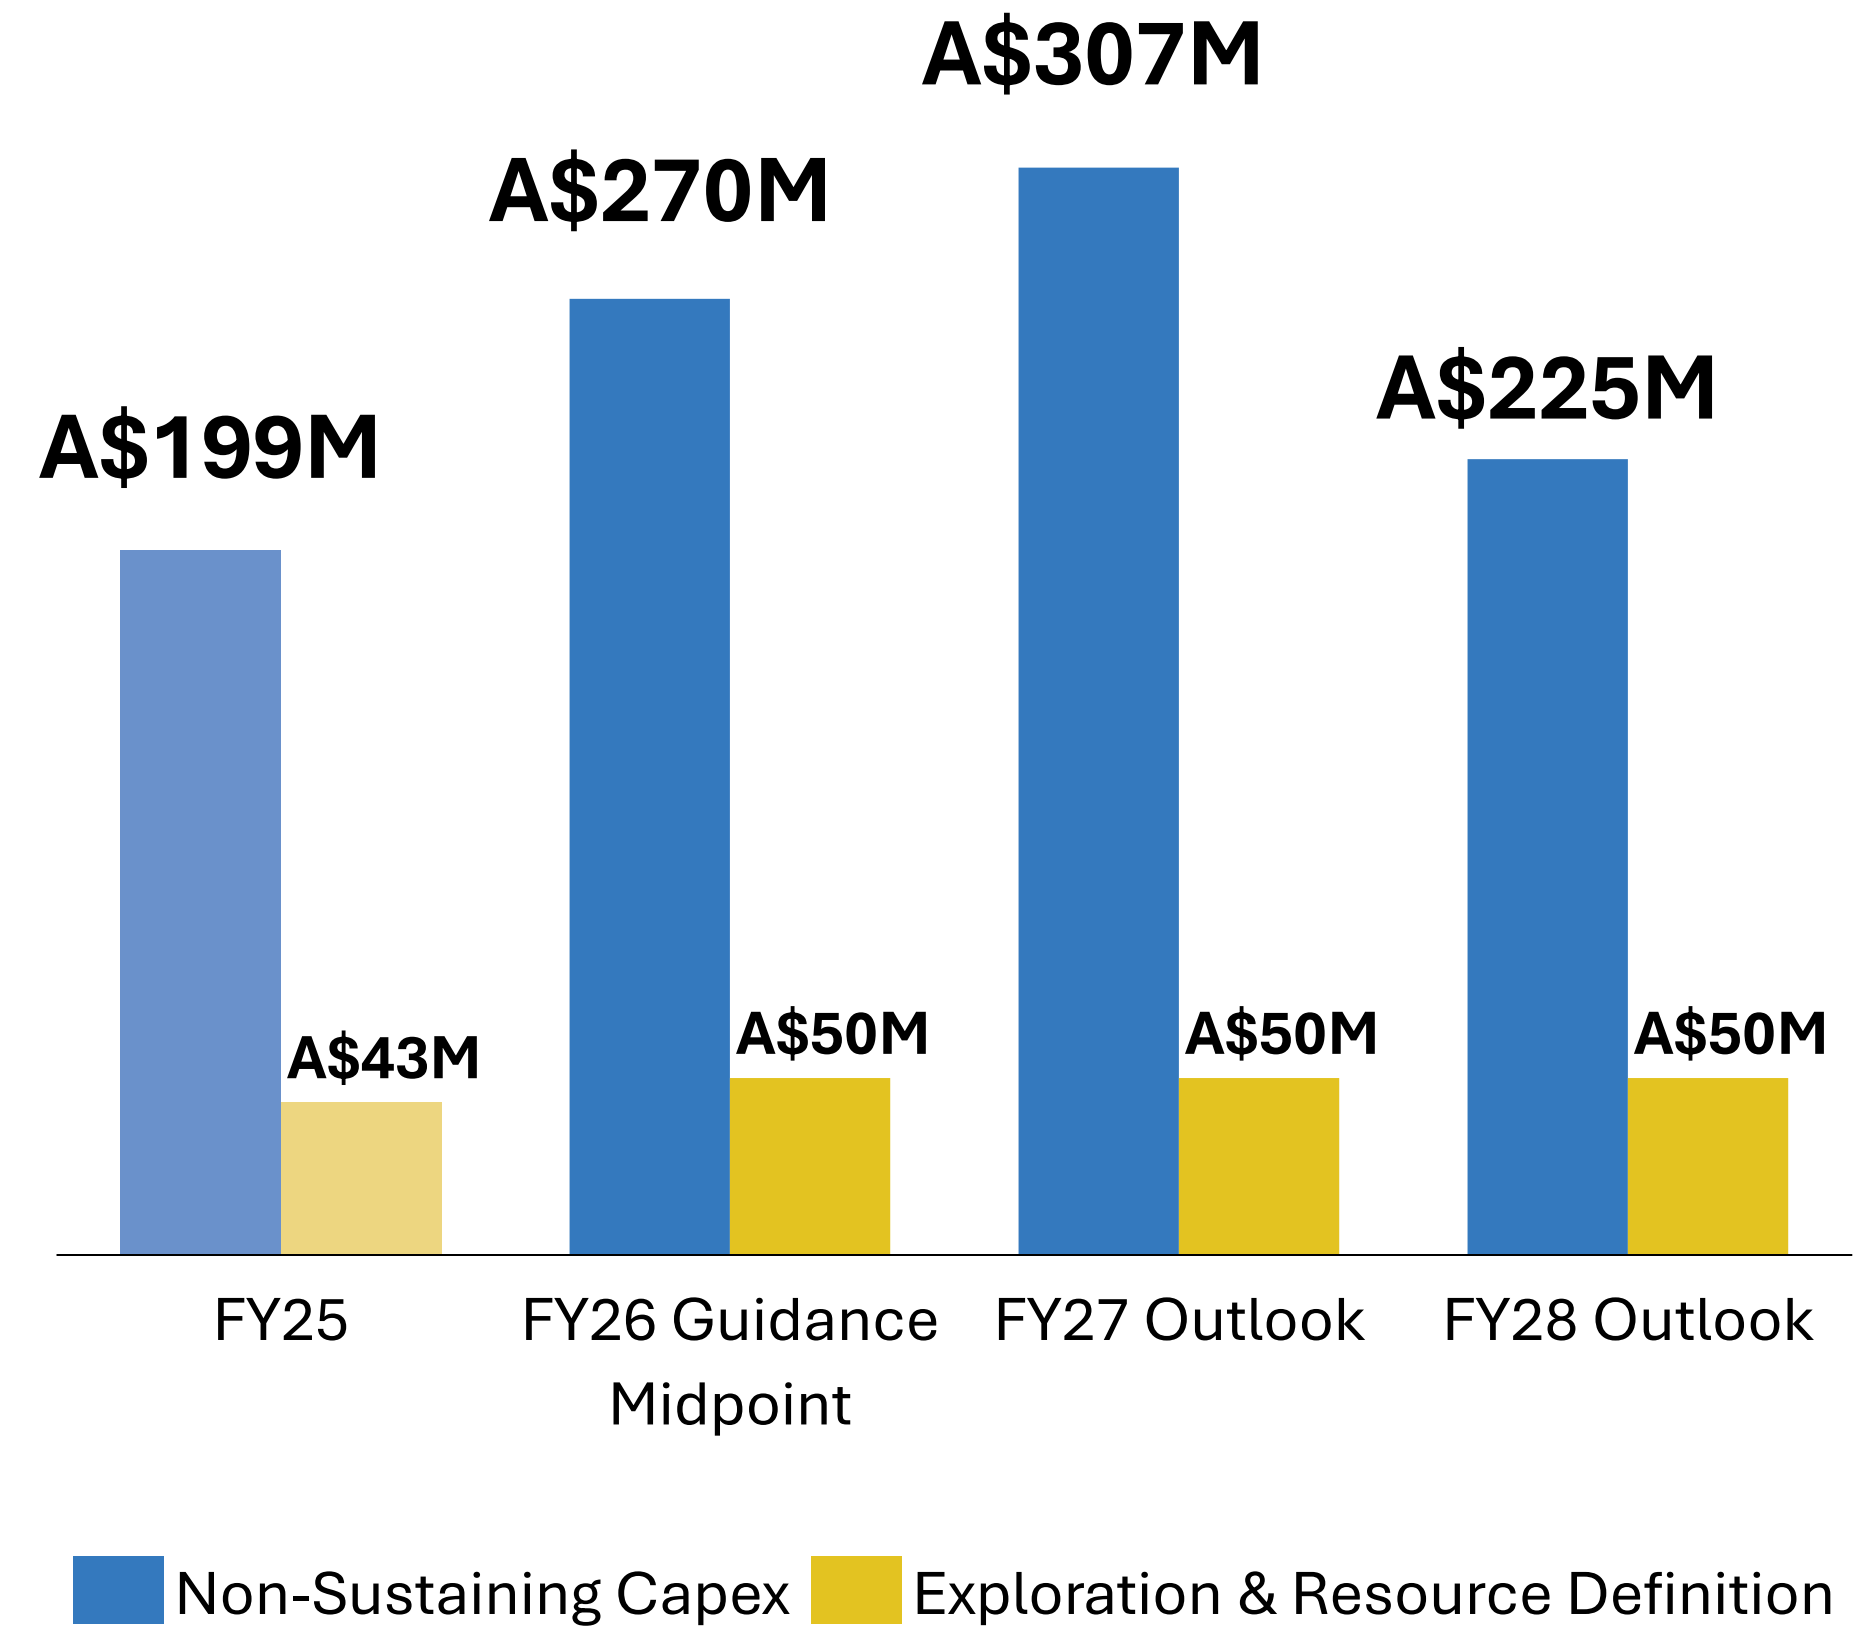 A$307M
A$270M
A$225M
A$199M
A$50M
A$50M
A$50M
A$43M
FY25
FY26 Guidance
Midpoint
FY27 Outlook
FY28 Outlook
Non-Sustaining Capex
Exploration & Resource Definition